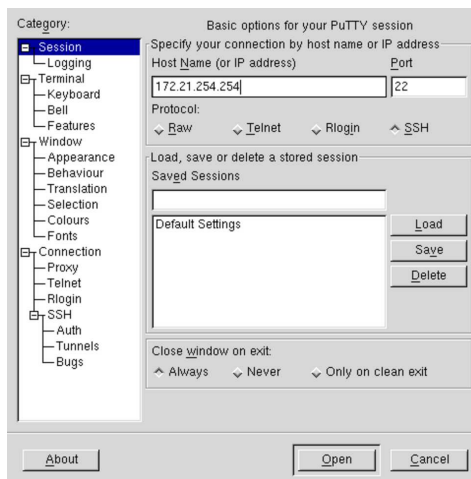 Category:
Session
Logging
Terminal
Keyboard
Bell
Features
Window
Appearance
Behaviour
Translation
Selection
Colours
Fonts
Connection
Proxy
Telnet
Rlogin
SSH
Auth
Tunnels
Bugs
Basic options for your PuTTY session
Specify your connection by host name or IP address
Host Name (or IP address) Port
172.21.254.254 22
Protocol:
Raw Telnet Rlogin SSH
Load, save or delete a stored session
Saved Sessions
Default Settings
Load
Save
Delete
Close window on exit:
Always Never Only on clean exit
About Open Cancel